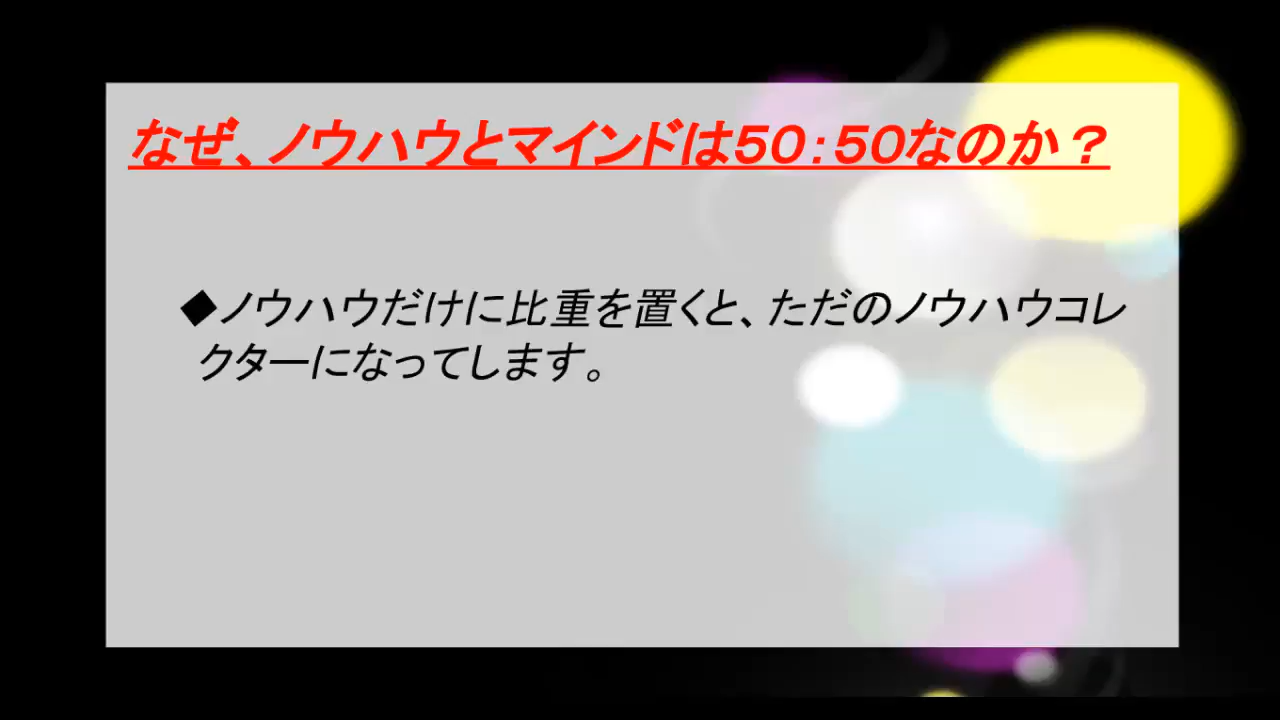 なぜ、ノウハウとマインドは５０：５０なのか？
◆ノウハウだけに比重を置くと、ただのノウハウコレ
クターになってしまます。